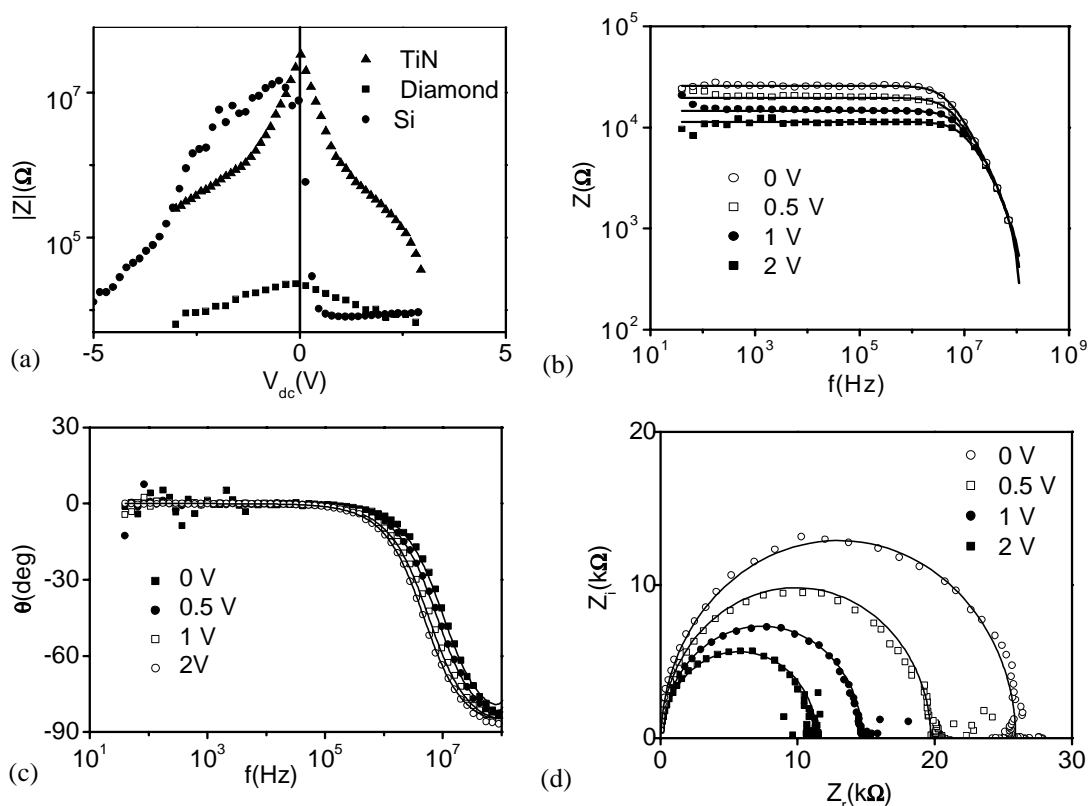 TiN
Diamond
Si
10^7
10^5
|Z|(Ω)
-5
0
5
V_dc(V)
(a)
10^5
10^4
10^3
10^2
Z(Ω)
0 V
0.5 V
1 V
2 V
10^1
10^3
10^5
10^7
10^9
f(Hz)
(b)
30
0
-30
-60
-90
θ(deg)
0 V
0.5 V
1 V
2V
10^1
10^3
10^5
10^7
f(Hz)
(c)
20
10
0
Z_i(kΩ)
0 V
0.5 V
1 V
2 V
0
10
20
30
Z_r(kΩ)
(d)